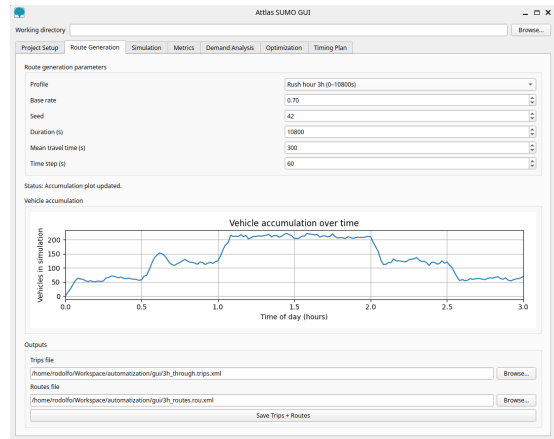 Attlas SUMO GUI
Working directory Browse...
Project Setup Route Generation Simulation Metrics Demand Analysis Optimization Timing Plan
Route generation parameters
Profile Rush hour 3h (0–10800s)
Base rate 0.70
Seed 42
Duration (s) 10800
Mean travel time (s) 300
Time step (s) 60
Status: Accumulation plot updated.
Vehicle accumulation
Vehicle accumulation over time
Vehicles in simulation
200
150
100
50
0
0.0 0.5 1.0 1.5 2.0 2.5 3.0
Time of day (hours)
Outputs
Trips file
/home/rodolfo/Workspace/automatization/gui/3h_through.trips.xml Browse...
Routes file
/home/rodolfo/Workspace/automatization/gui/3h_routes.rou.xml Browse...
Save Trips + Routes